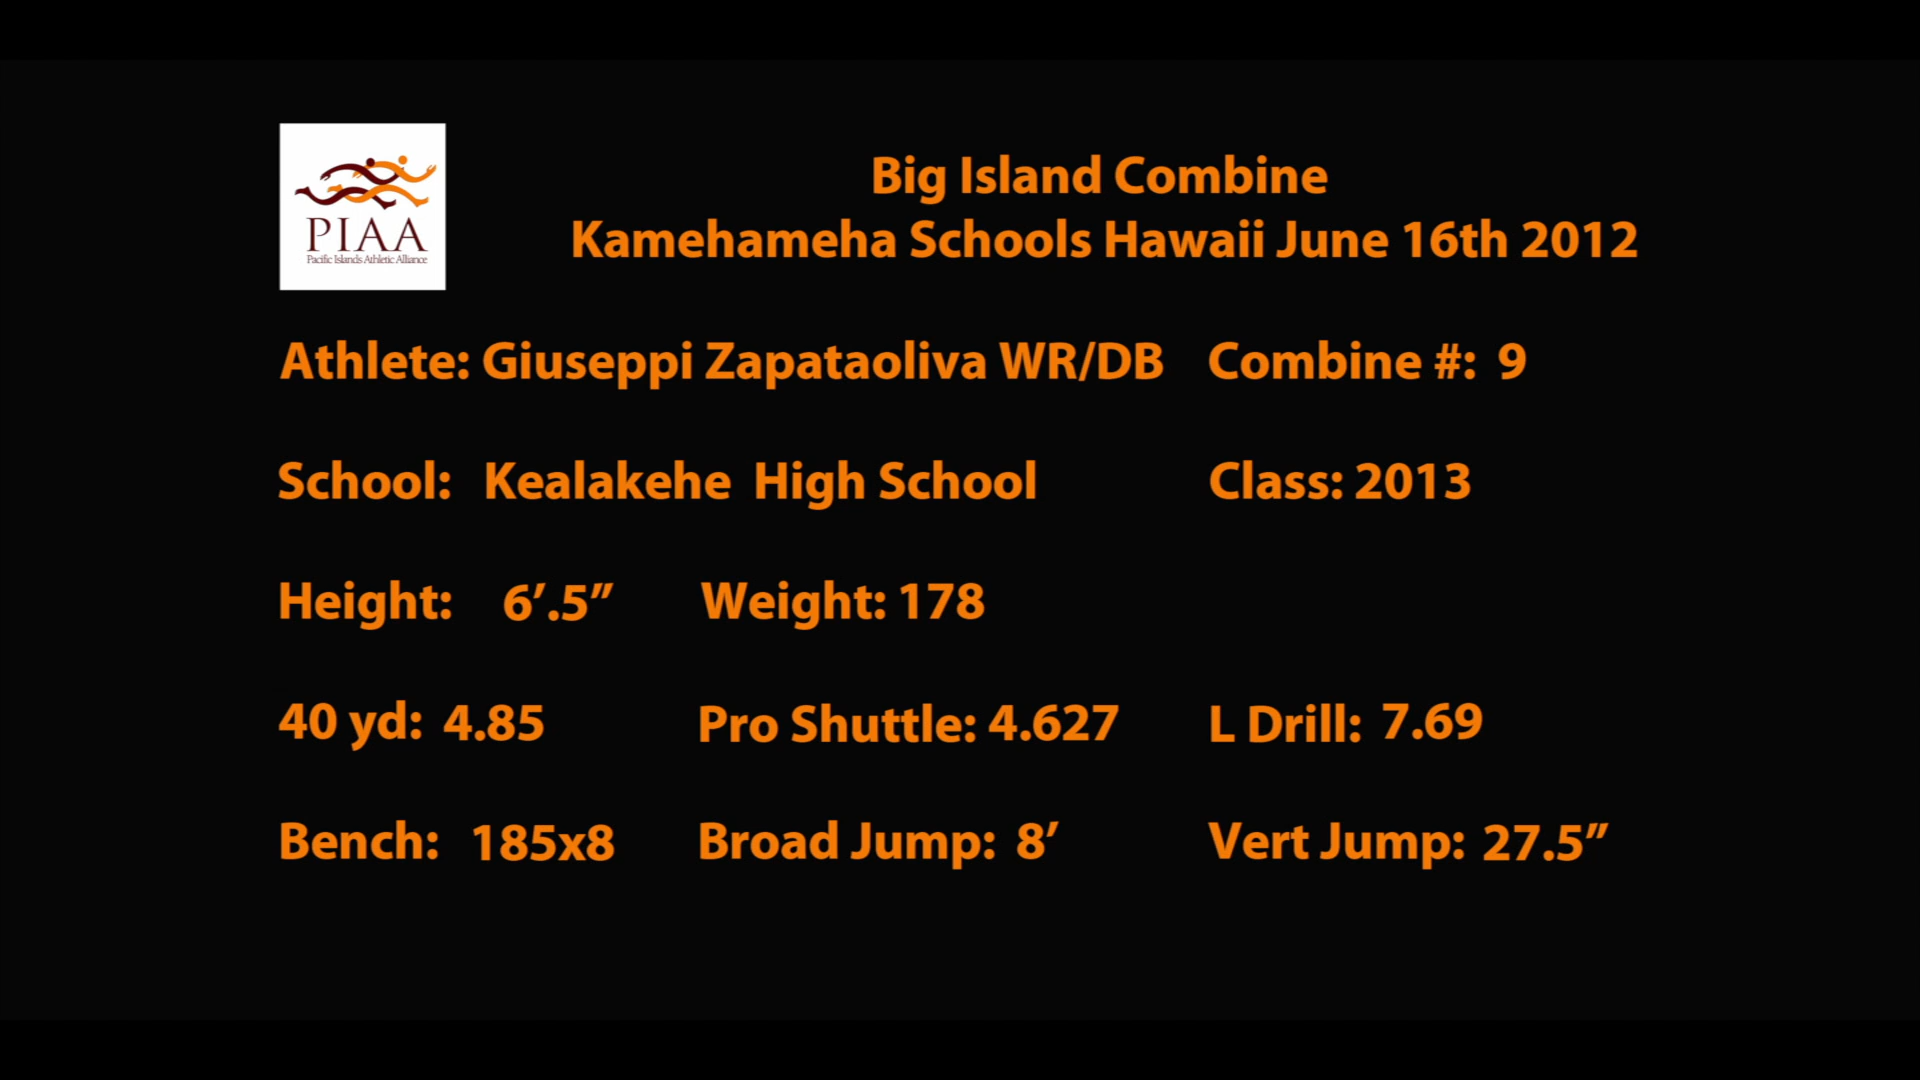 PIAA
Pacific Islands Athletic Alliance
Big Island Combine
Kamehameha Schools Hawaii June 16th 2012
Athlete: Giuseppi Zapataoliva WR/DB Combine #: 9
School: Kealakehe High School Class: 2013
Height: 6’.5” Weight: 178
40 yd: 4.85 Pro Shuttle: 4.627 L Drill: 7.69
Bench: 185x8 Broad Jump: 8’ Vert Jump: 27.5”